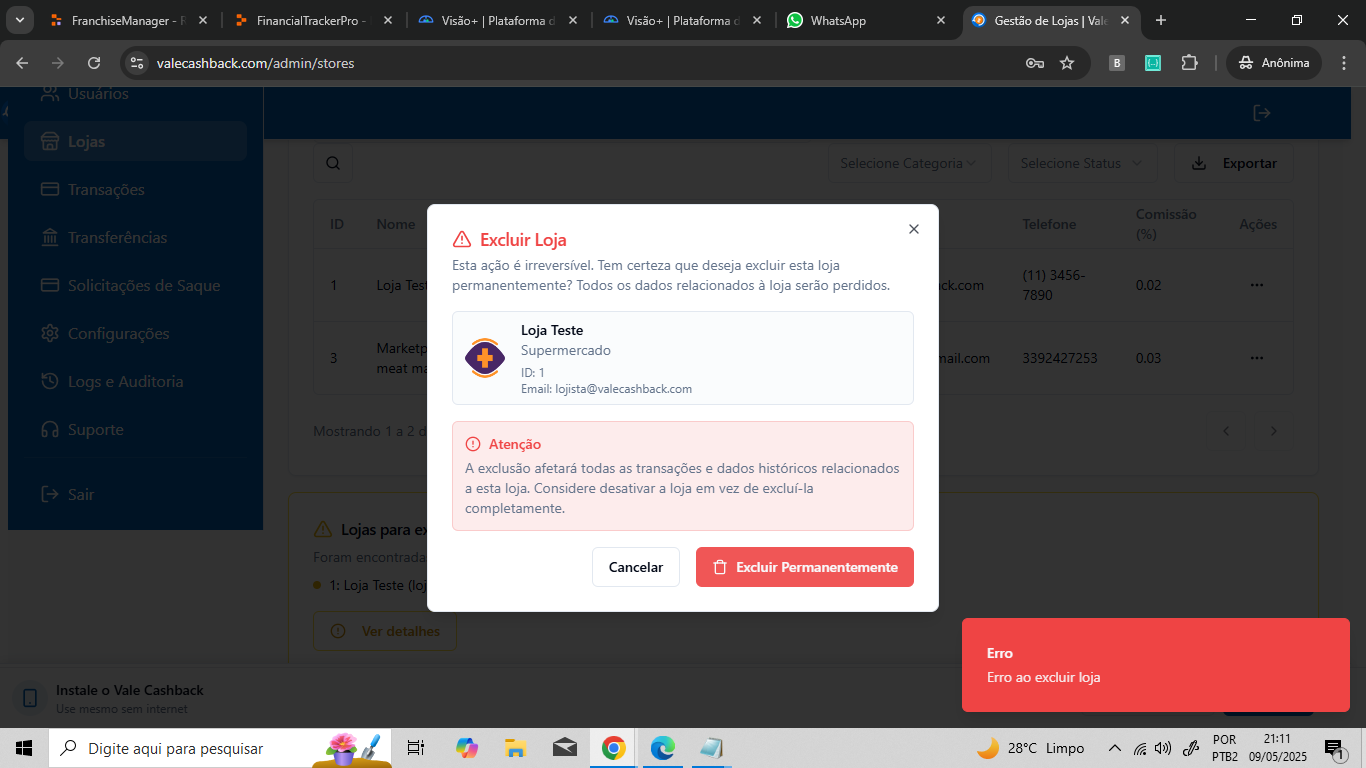 FranchiseManager - R
FinancialTrackerPro -
Visão+ | Plataforma d
Visão+ | Plataforma d
WhatsApp
Gestão de Lojas | Vale
valecashback.com/admin/stores
B
Anônima
Usuários
Lojas
Transações
Transferências
Solicitações de Saque
Configurações
Logs e Auditoria
Suporte
Sair
Selecione Categoria
Selecione Status
Exportar
ID
Nome
Telefone
Comissão
(%)
Ações
1
Loja Test
ck.com
(11) 3456-
7890
0.02
3
Marketp
meat ma
mail.com
3392427253
0.03
Mostrando 1 a 2 d
Excluir Loja
Esta ação é irreversível. Tem certeza que deseja excluir esta loja
permanentemente? Todos os dados relacionados à loja serão perdidos.
Loja Teste
Supermercado
ID: 1
Email: lojista@valecashback.com
Atenção
A exclusão afetará todas as transações e dados históricos relacionados
a esta loja. Considere desativar a loja em vez de excluí-la
completamente.
Cancelar
Excluir Permanentemente
Lojas para ex
Foram encontrada
1: Loja Teste (loj
Ver detalhes
Erro
Erro ao excluir loja
Instale o Vale Cashback
Use mesmo sem internet
Digite aqui para pesquisar
28°C Limpo
POR
PTB2
21:11
09/05/2025
1